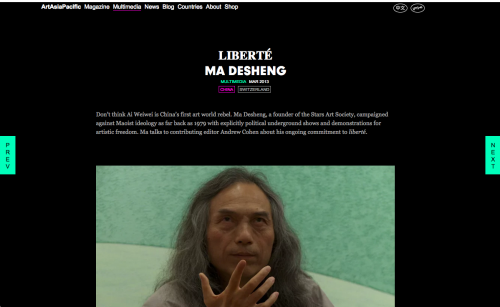 ArtAsiaPacific Magazine Multimedia News Blog Countries About Shop
中文
LIBERTÉ
MA DESHENG
MULTIMEDIA MAR 2013
CHINA SWITZERLAND
Don't think Ai Weiwei is China's first art world rebel. Ma Desheng, a founder of the Stars Art Society, campaigned
against Maoist ideology as far back as 1979 with explicitly political underground shows and demonstrations for
artistic freedom. Ma talks to contributing editor Andrew Cohen about his ongoing commitment to liberté.
PREV
NEXT